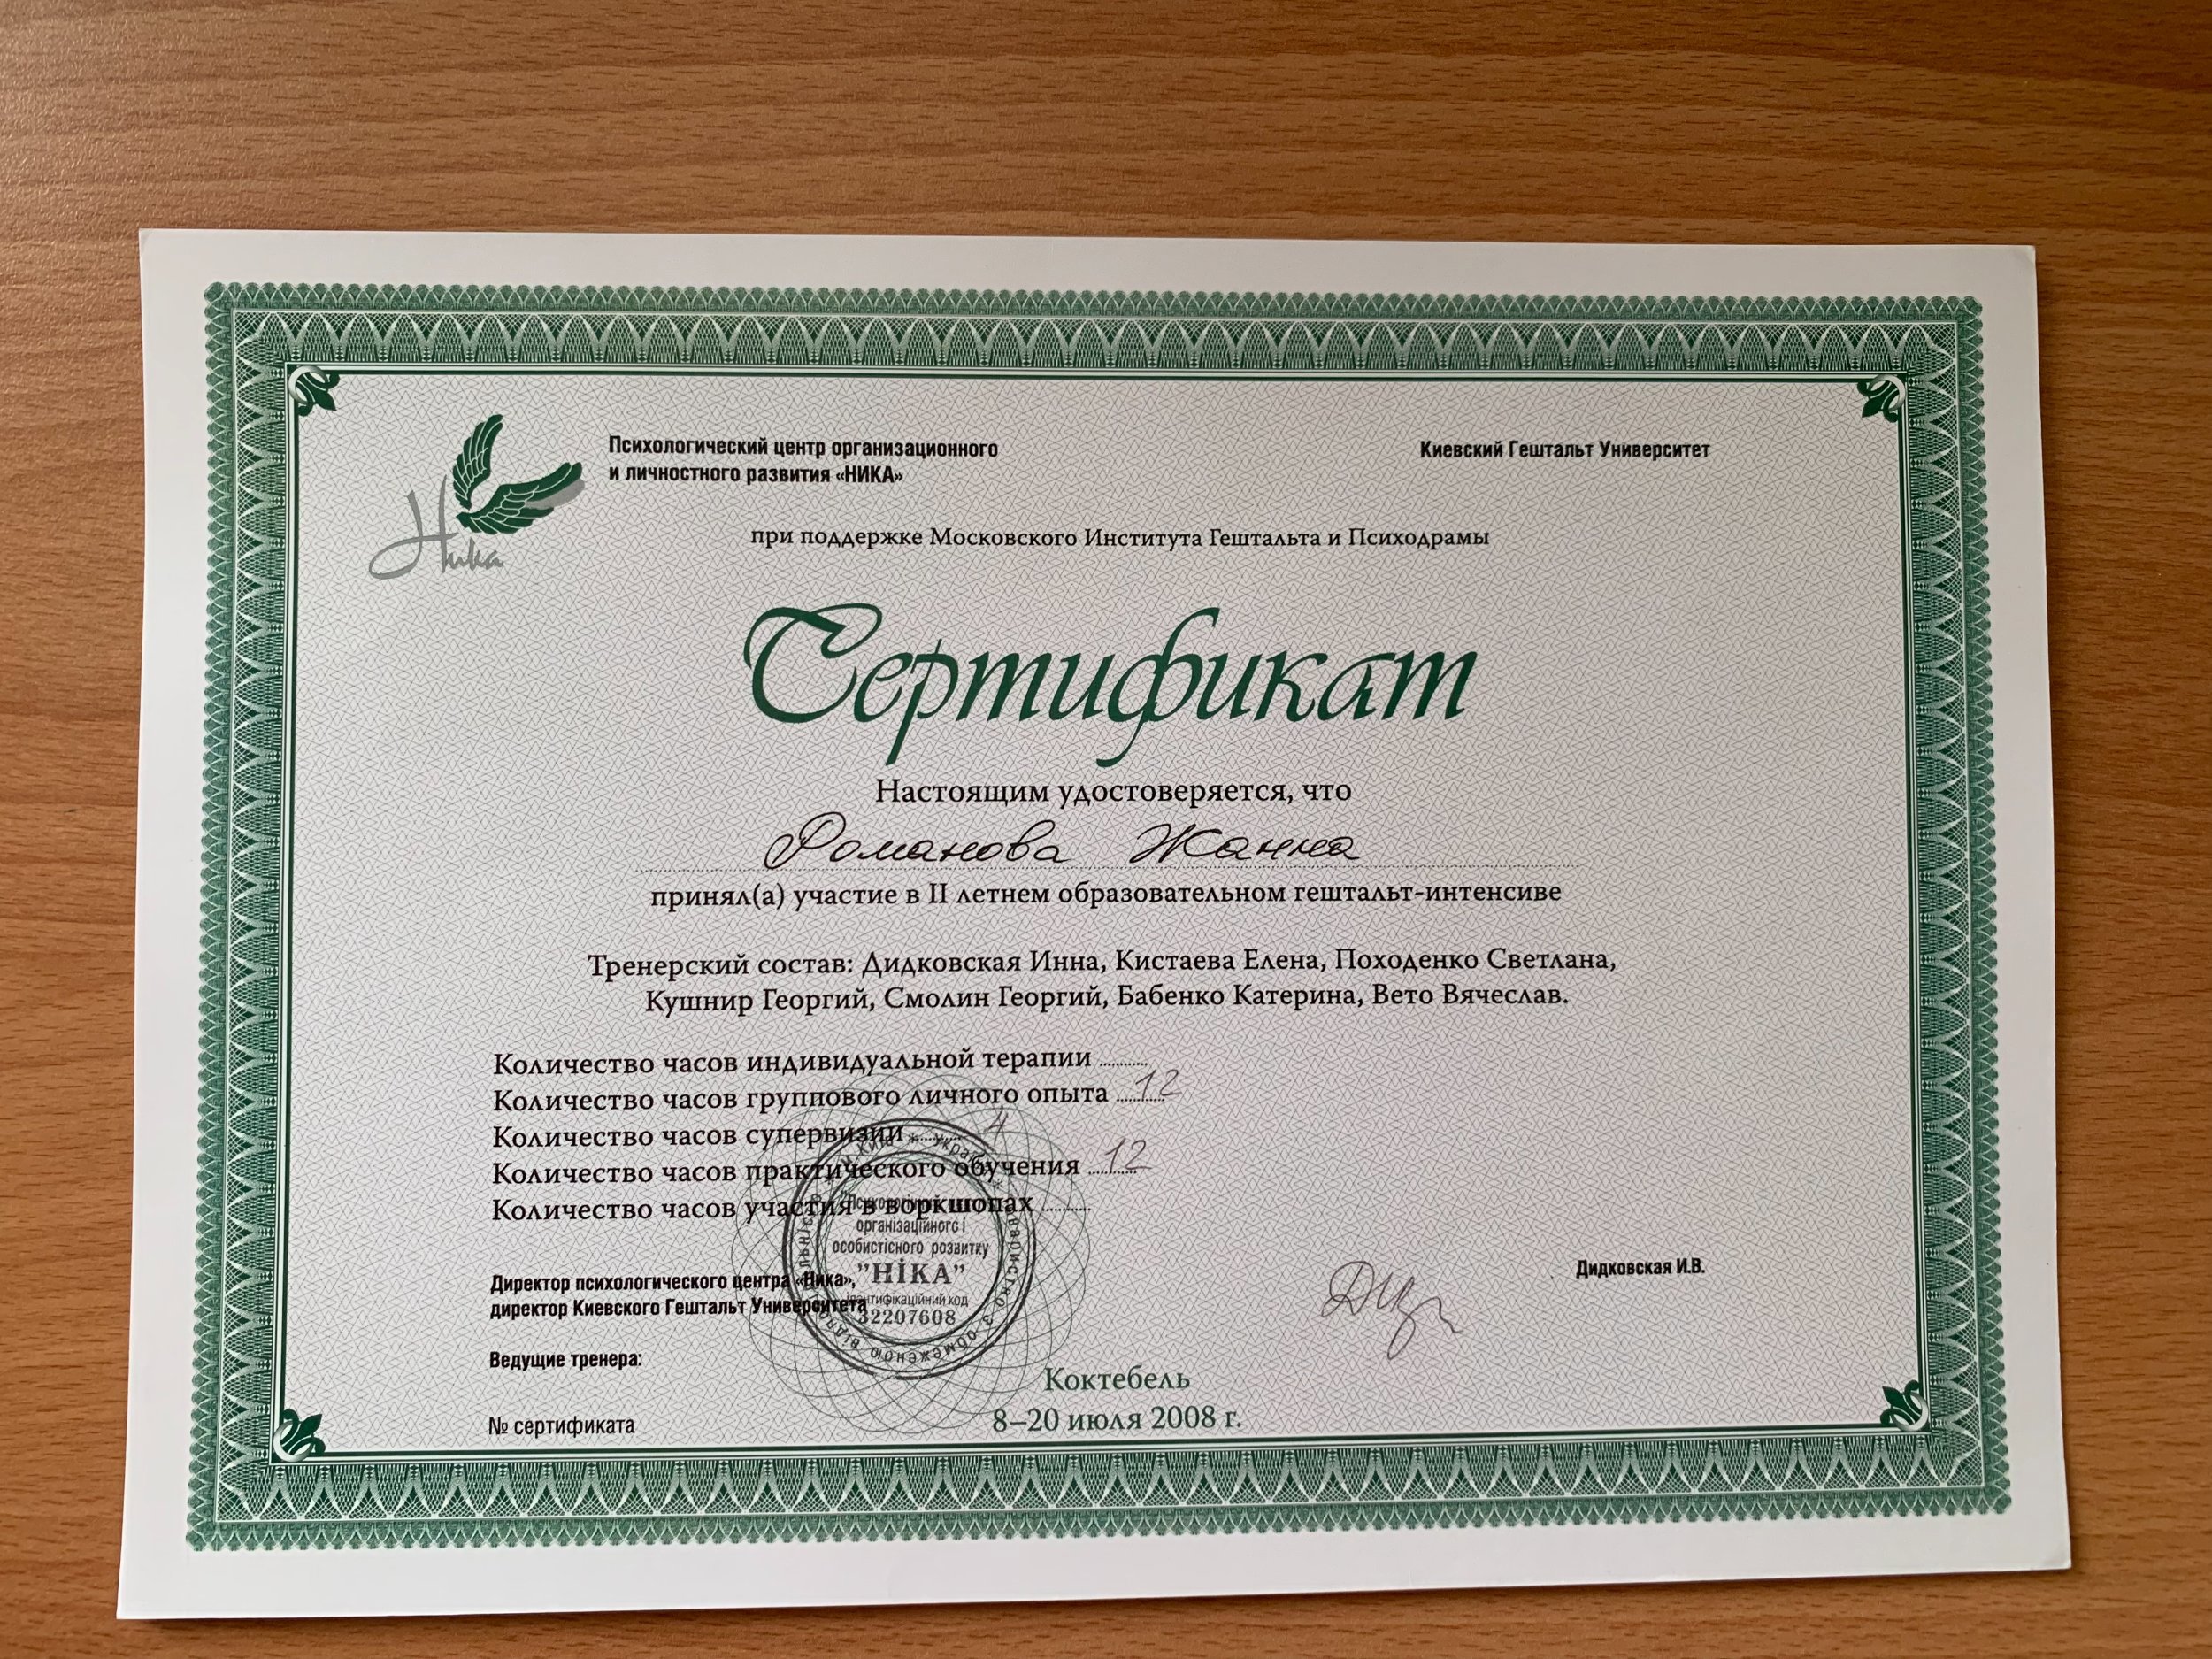 Ника
Психологический центр организационного
и личностного развития «НИКА»
Киевский Гештальт Университет
при поддержке Московского Института Гештальта и Психодрамы
Сертификат
Настоящим удостоверяется, что
Романова Жанна
принял(а) участие в II летнем образовательном гештальт-интенсиве
Тренерский состав: Дидковская Инна, Кистаева Елена, Походенко Светлана,
Кушнир Георгий, Смолин Георгий, Бабенко Катерина, Вето Вячеслав.
Количество часов индивидуальной терапии ..........
Количество часов группового личного опыта 12
Количество часов супервизии 4
Количество часов практического обучения 12
Количество часов участия в воркшопах ..........
організаційного і
особистісного розвитку
"НІКА"
ідентифікаційний код
32207608
Директор психологического центра «Ника»,
директор Киевского Гештальт Университета
Дидковская И.В.
Ведущие тренера:
№ сертификата
Коктебель
8–20 июля 2008 г.